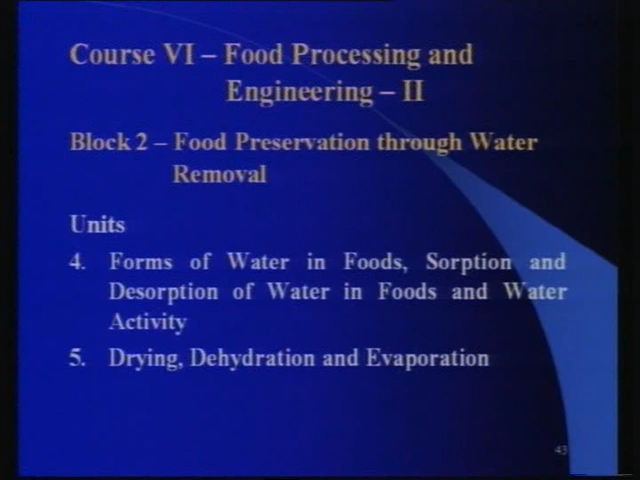 Course VI – Food Processing and
Engineering – II
Block 2 – Food Preservation through Water
Removal
Units
4. Forms of Water in Foods, Sorption and
Desorption of Water in Foods and Water
Activity
5. Drying, Dehydration and Evaporation
43